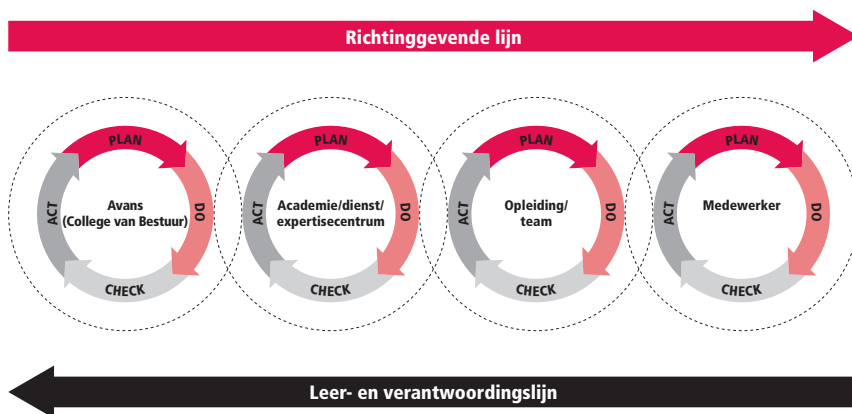 Richtinggevende lijn
PLAN
DO
CHECK
ACT
Avans
(College van Bestuur)
PLAN
DO
CHECK
ACT
Academie/dienst/
expertisecentrum
PLAN
DO
CHECK
ACT
Opleiding/
team
PLAN
DO
CHECK
ACT
Medewerker
Leer- en verantwoordingslijn